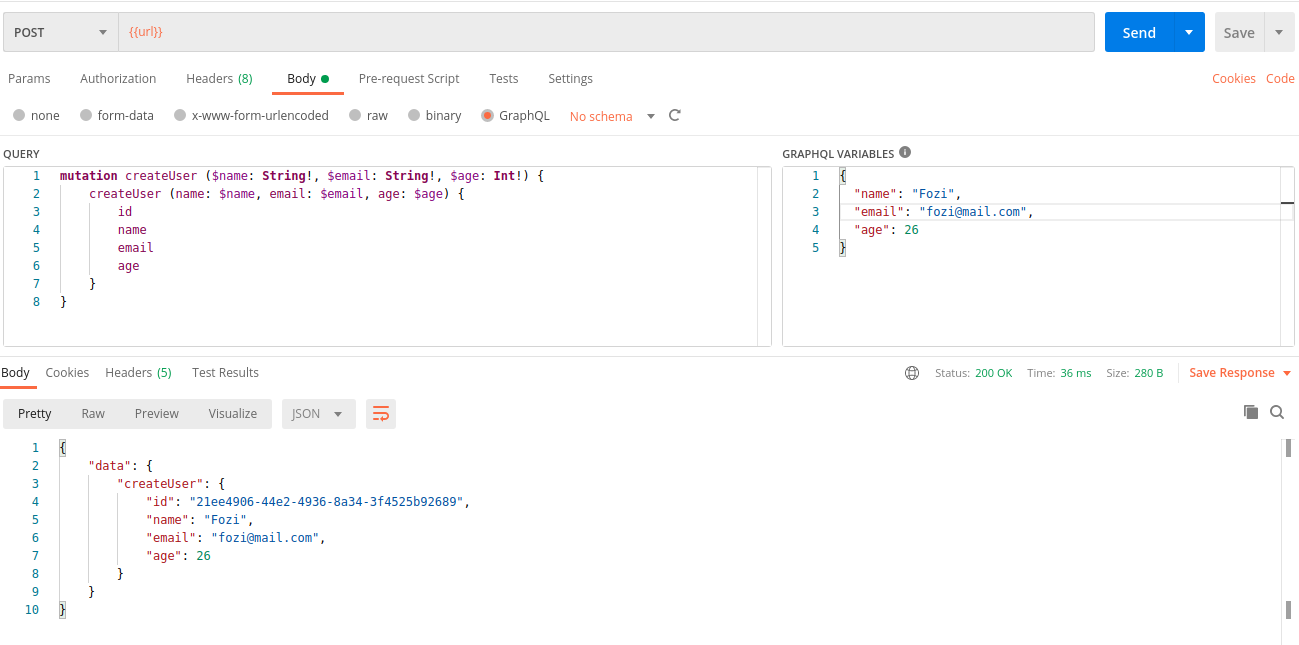 POST {{url}} Send Save
Params Authorization Headers (8) Body Pre-request Script Tests Settings Cookies Code
none form-data x-www-form-urlencoded raw binary GraphQL No schema
QUERY
1 mutation createUser ($name: String!, $email: String!, $age: Int!) {
2 createUser (name: $name, email: $email, age: $age) {
3 id
4 name
5 email
6 age
7 }
8 }
GRAPHQL VARIABLES
1 {
2 "name": "Fozi",
3 "email": "fozi@mail.com",
4 "age": 26
5 }
Body Cookies Headers (5) Test Results Status: 200 OK Time: 36 ms Size: 280 B Save Response
Pretty Raw Preview Visualize JSON
1 {
2 "data": {
3 "createUser": {
4 "id": "21ee4906-44e2-4936-8a34-3f4525b92689",
5 "name": "Fozi",
6 "email": "fozi@mail.com",
7 "age": 26
8 }
9 }
10 }